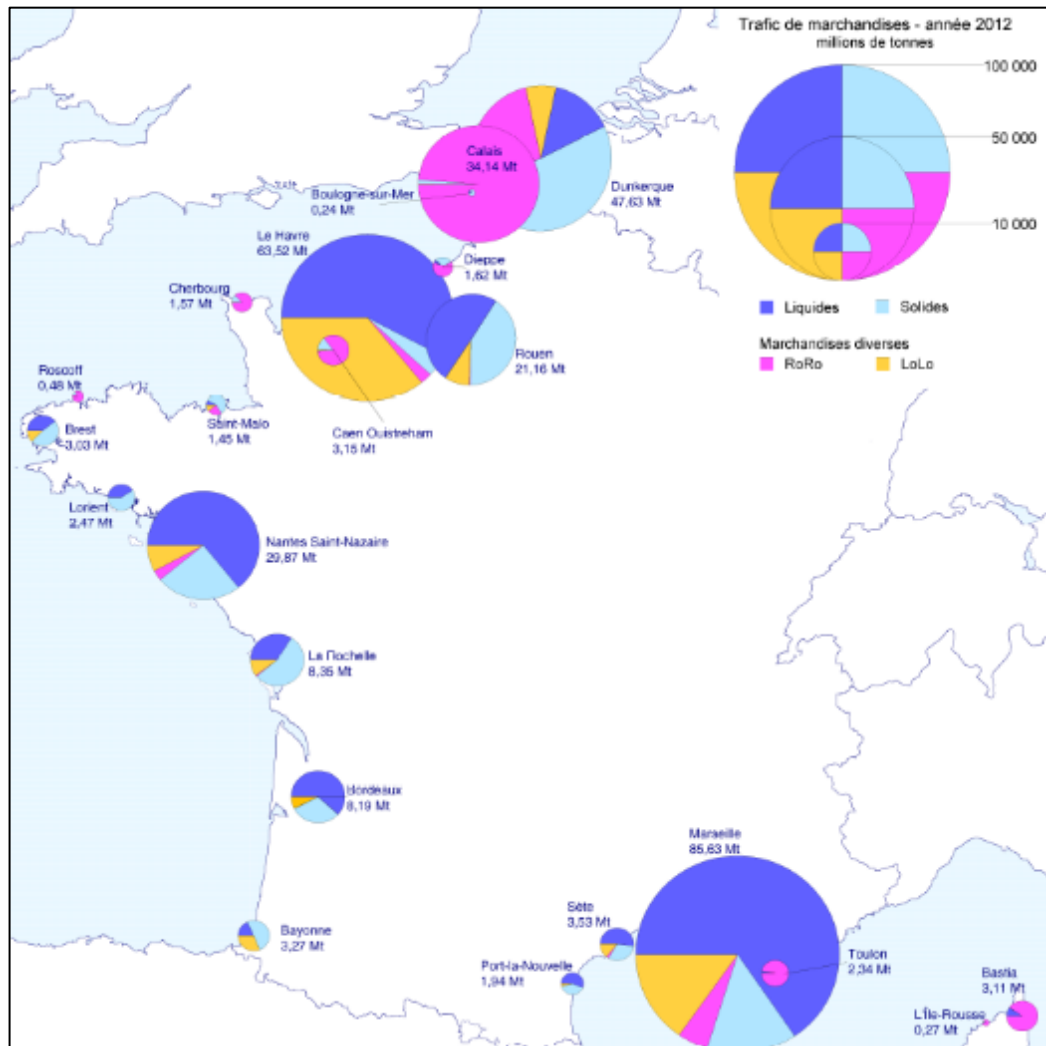 Trafic de marchandises - année 2012
millions de tonnes
100 000
50 000
10 000
Liquides
Solides
Marchandises diverses
RoRo
LoLo
Calais
34,14 Mt
Boulogne-sur-Mer
0,24 Mt
Dunkerque
47,63 Mt
Le Havre
63,52 Mt
Dieppe
1,62 Mt
Cherbourg
1,57 Mt
Rouen
21,16 Mt
Roscoff
0,48 Mt
Saint-Malo
1,45 Mt
Caen Ouistreham
3,15 Mt
Brest
3,03 Mt
Lorient
2,47 Mt
Nantes Saint-Nazaire
29,87 Mt
La Rochelle
8,35 Mt
Bordeaux
8,19 Mt
Marseille
85,63 Mt
Sète
3,53 Mt
Bayonne
3,27 Mt
Port-la-Nouvelle
1,94 Mt
Toulon
2,34 Mt
Bastia
3,11 Mt
L'Île-Rousse
0,27 Mt